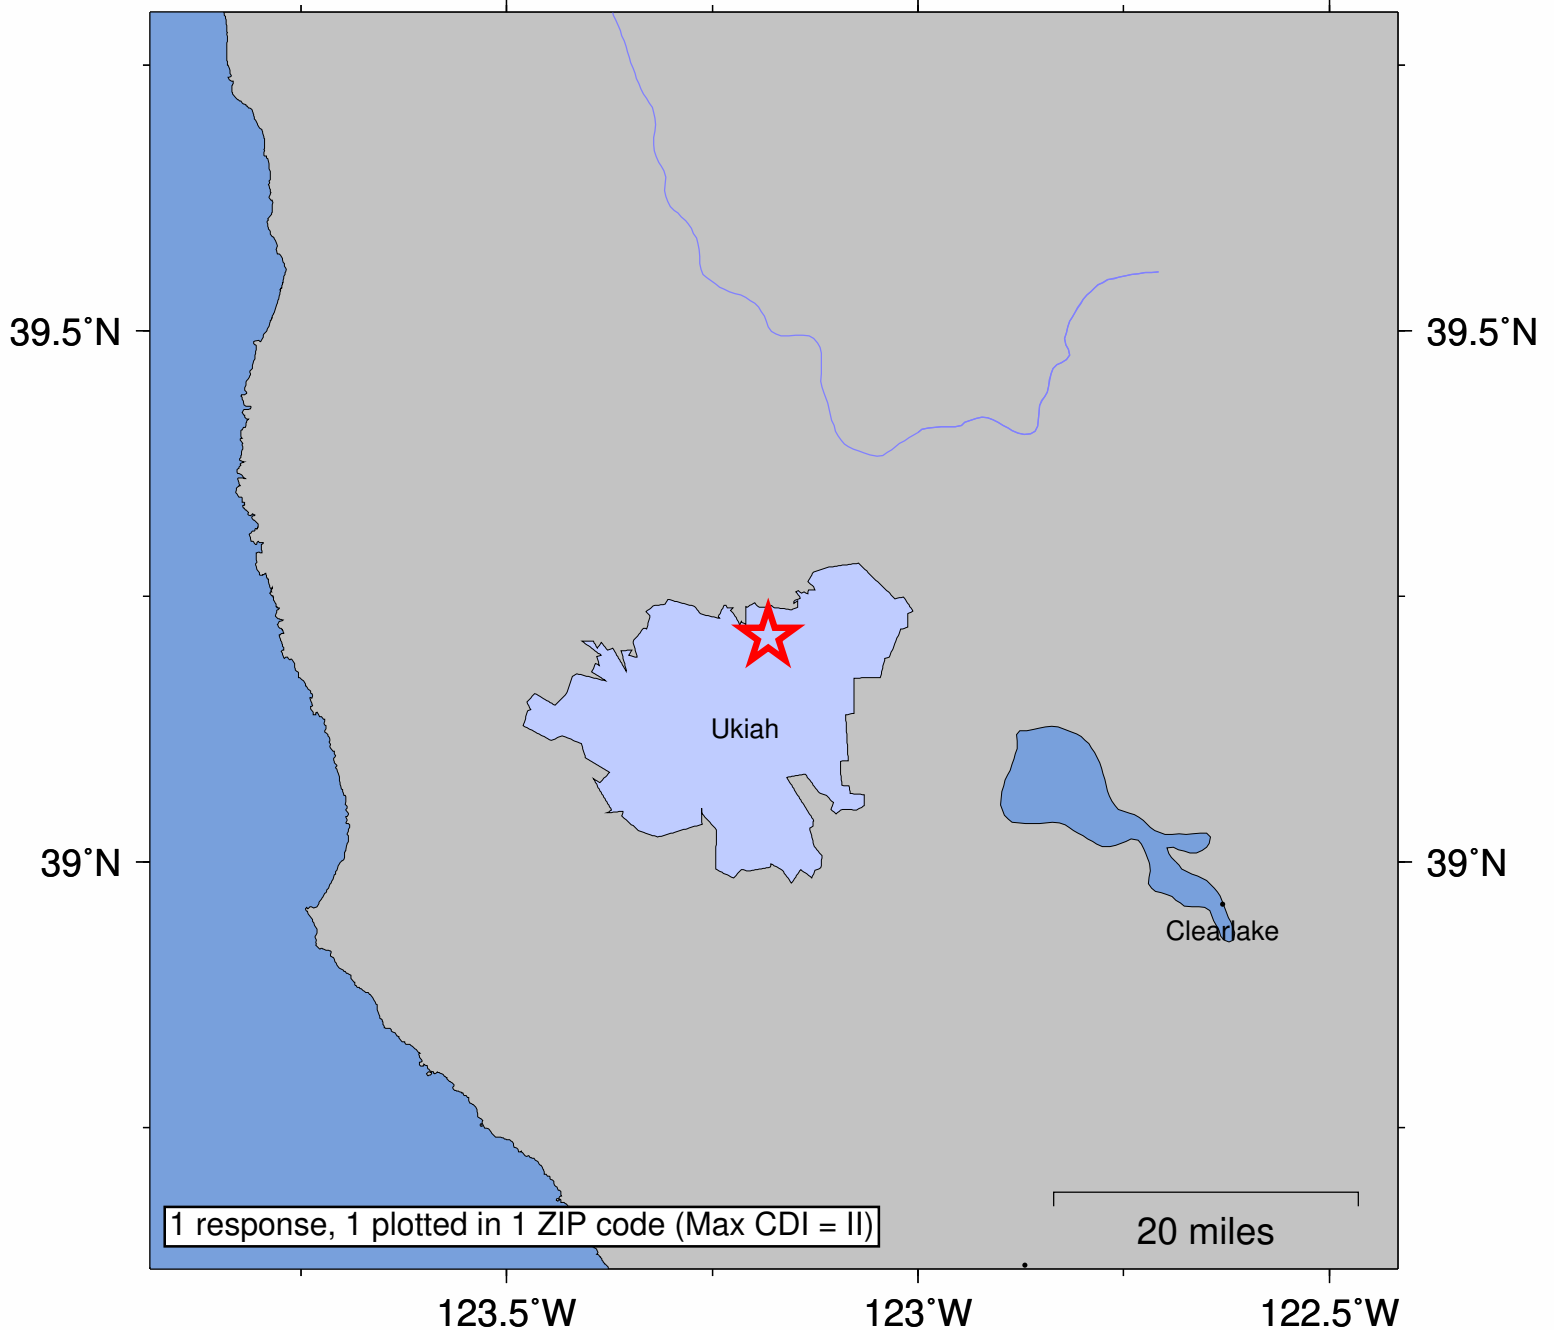 39.5˚N
39.5˚N
Ukiah
39˚N
39˚N
Clearlake
1 response, 1 plotted in 1 ZIP code (Max CDI = II)
20 miles
123.5˚W
123˚W
122.5˚W